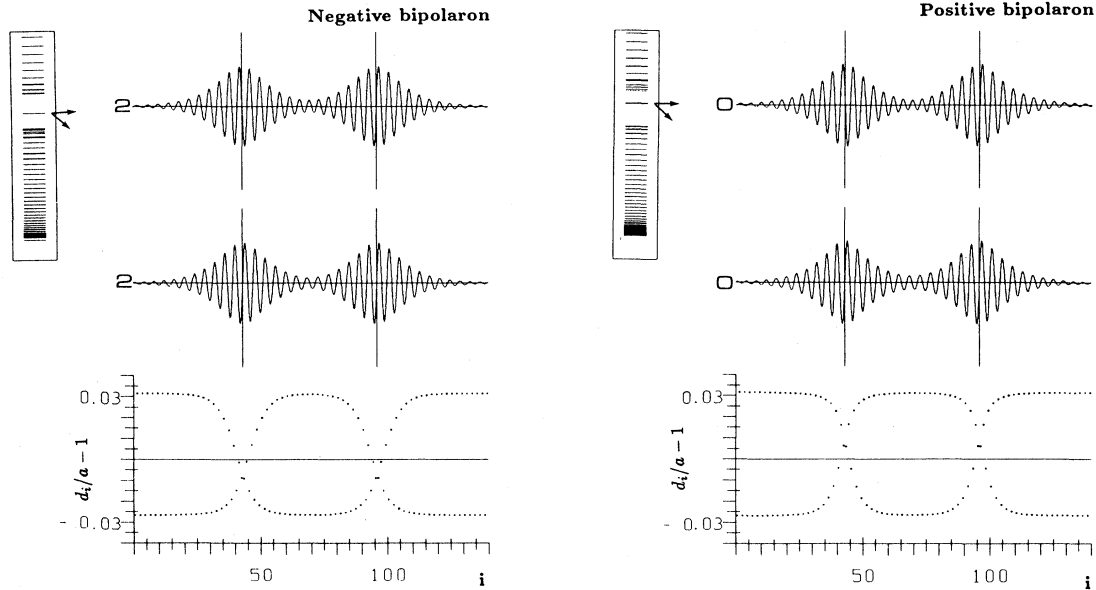 Negative bipolaron
2
2
0.03
- 0.03
d_i/a − 1
50 100 i
Positive bipolaron
0
0
0.03
- 0.03
d_i/a − 1
50 100 i